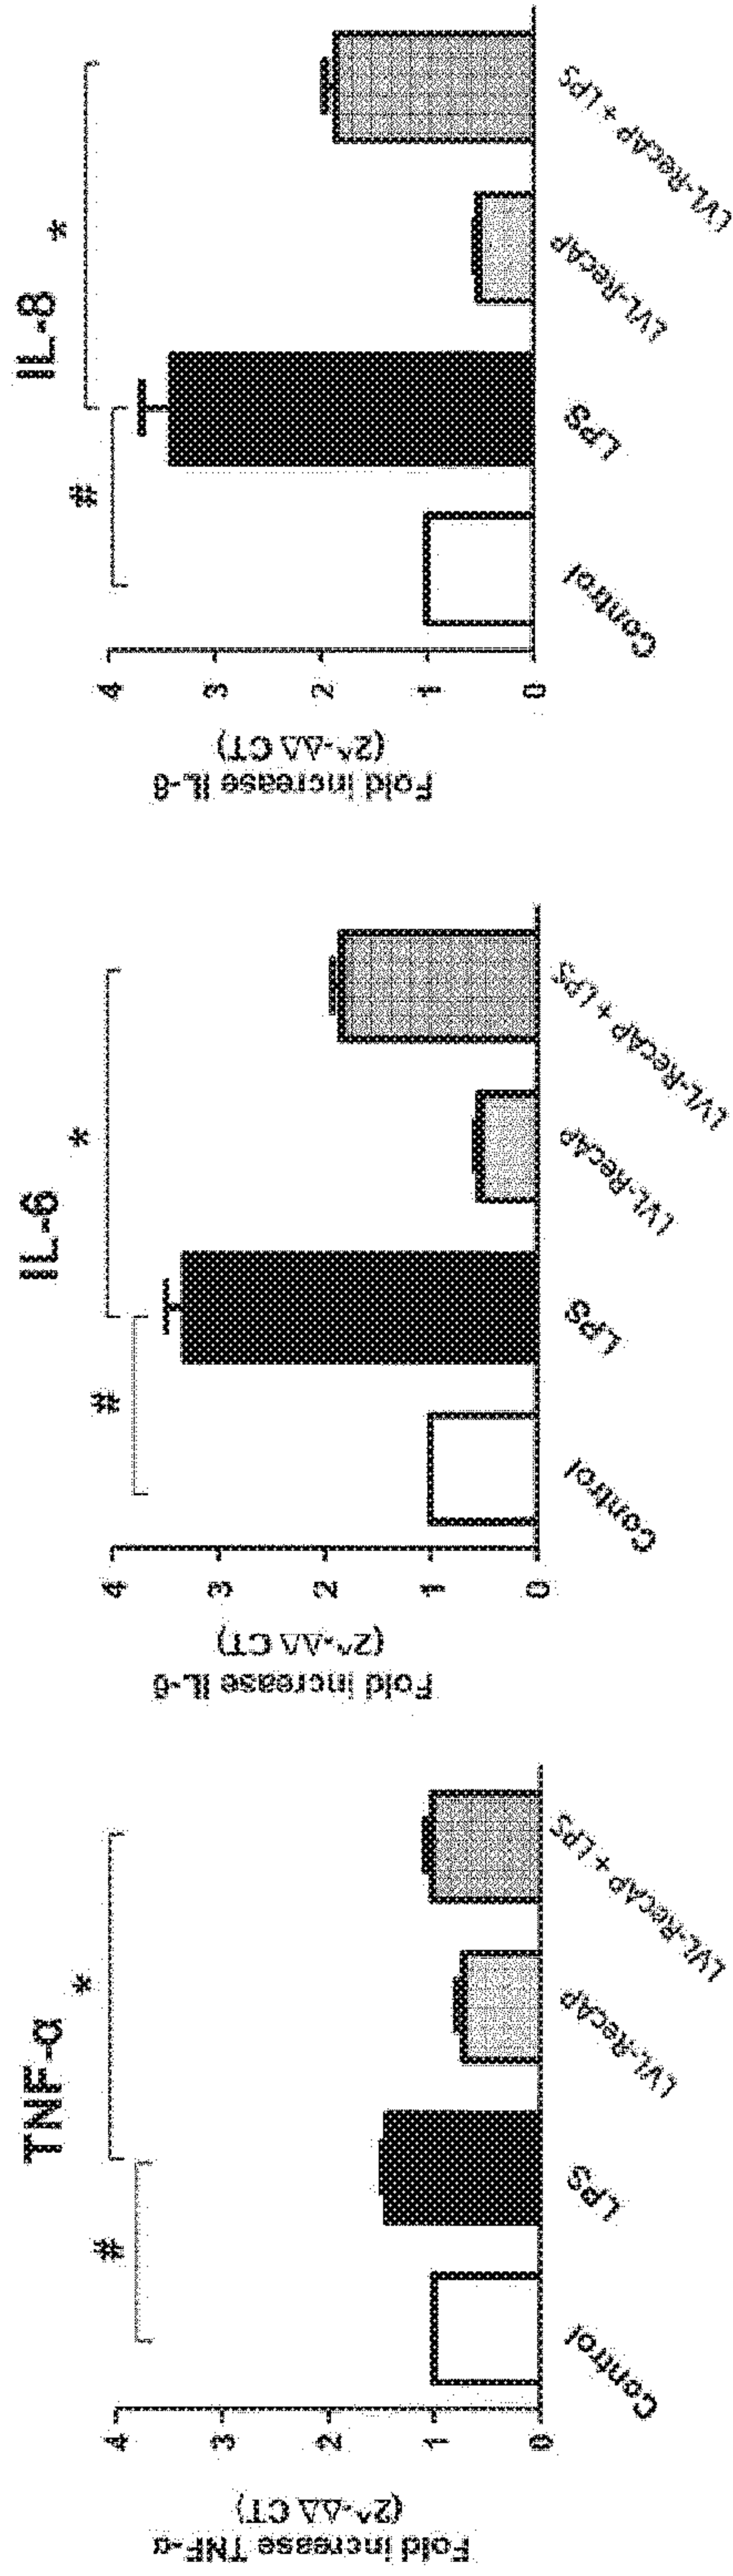 TNF-α
#
*
Fold increase TNF-α
(2^-ΔΔ CT)
4
3
2
1
0
Control
LPS
LVL-RecAP
LVL-RecAP + LPS
IL-6
#
*
Fold increase IL-6
(2^-ΔΔ CT)
4
3
2
1
0
Control
LPS
LVL-RecAP
LVL-RecAP + LPS
IL-8
#
*
Fold increase IL-8
(2^-ΔΔ CT)
4
3
2
1
0
Control
LPS
LVL-RecAP
LVL-RecAP + LPS